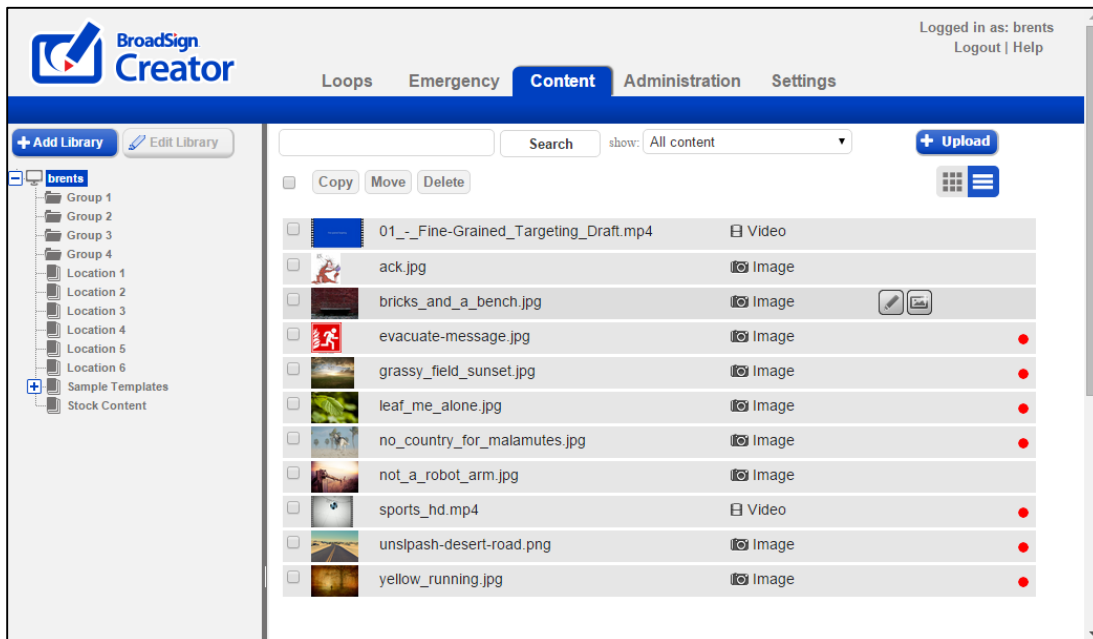 BroadSign
Creator
Logged in as: brents
Logout | Help
Loops Emergency Content Administration Settings
Add Library Edit Library
Search show: All content Upload
brents
Group 1
Group 2
Group 3
Group 4
Location 1
Location 2
Location 3
Location 4
Location 5
Location 6
Sample Templates
Stock Content
Copy Move Delete
01_-_Fine-Grained_Targeting_Draft.mp4 Video
ack.jpg Image
bricks_and_a_bench.jpg Image
evacuate-message.jpg Image
grassy_field_sunset.jpg Image
leaf_me_alone.jpg Image
no_country_for_malamutes.jpg Image
not_a_robot_arm.jpg Image
sports_hd.mp4 Video
unslpash-desert-road.png Image
yellow_running.jpg Image